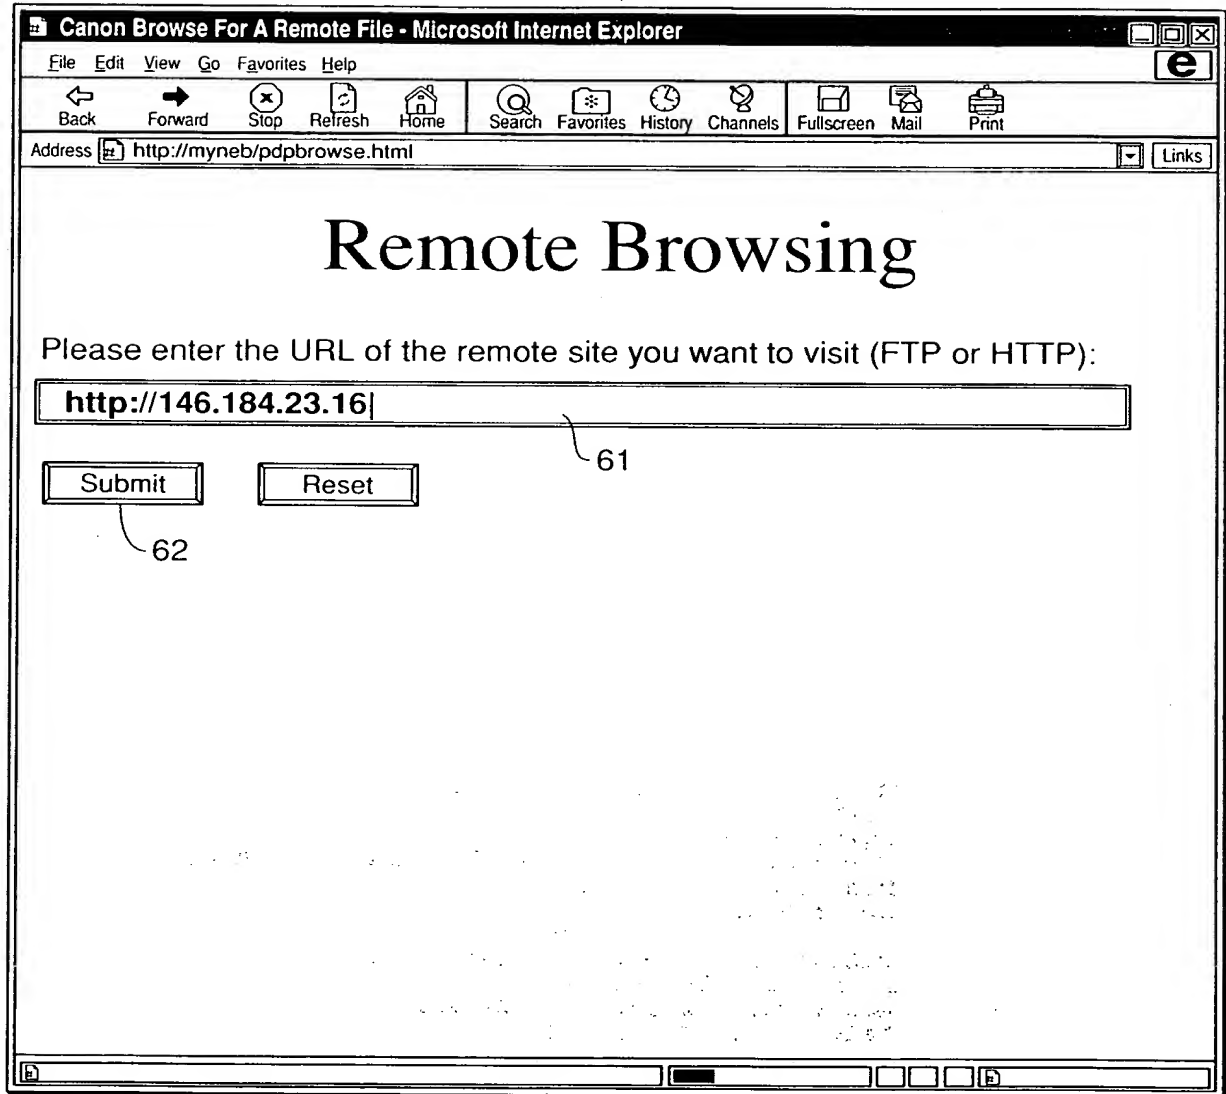 Canon Browse For A Remote File - Microsoft Internet Explorer
File Edit View Go Favorites Help
e
Back Forward Stop Refresh Home Search Favorites History Channels Fullscreen Mail Print
Address http://myneb/pdpbrowse.html Links
Remote Browsing
Please enter the URL of the remote site you want to visit (FTP or HTTP):
http://146.184.23.16
61
Submit Reset
62